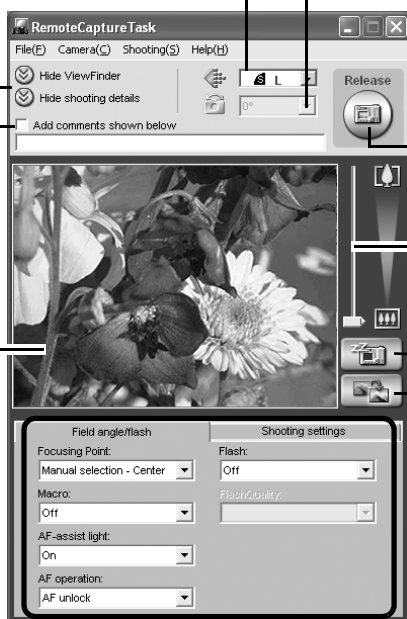 RemoteCaptureTask
File(F) Camera(C) Shooting(S) Help(H)
Hide ViewFinder
Hide shooting details
Add comments shown below
S L
0°
Release
Field angle/flash
Shooting settings
Focusing Point:
Manual selection - Center
Macro:
Off
AF-assist light:
On
AF operation:
AF unlock
Flash:
Off
FlashQuality: